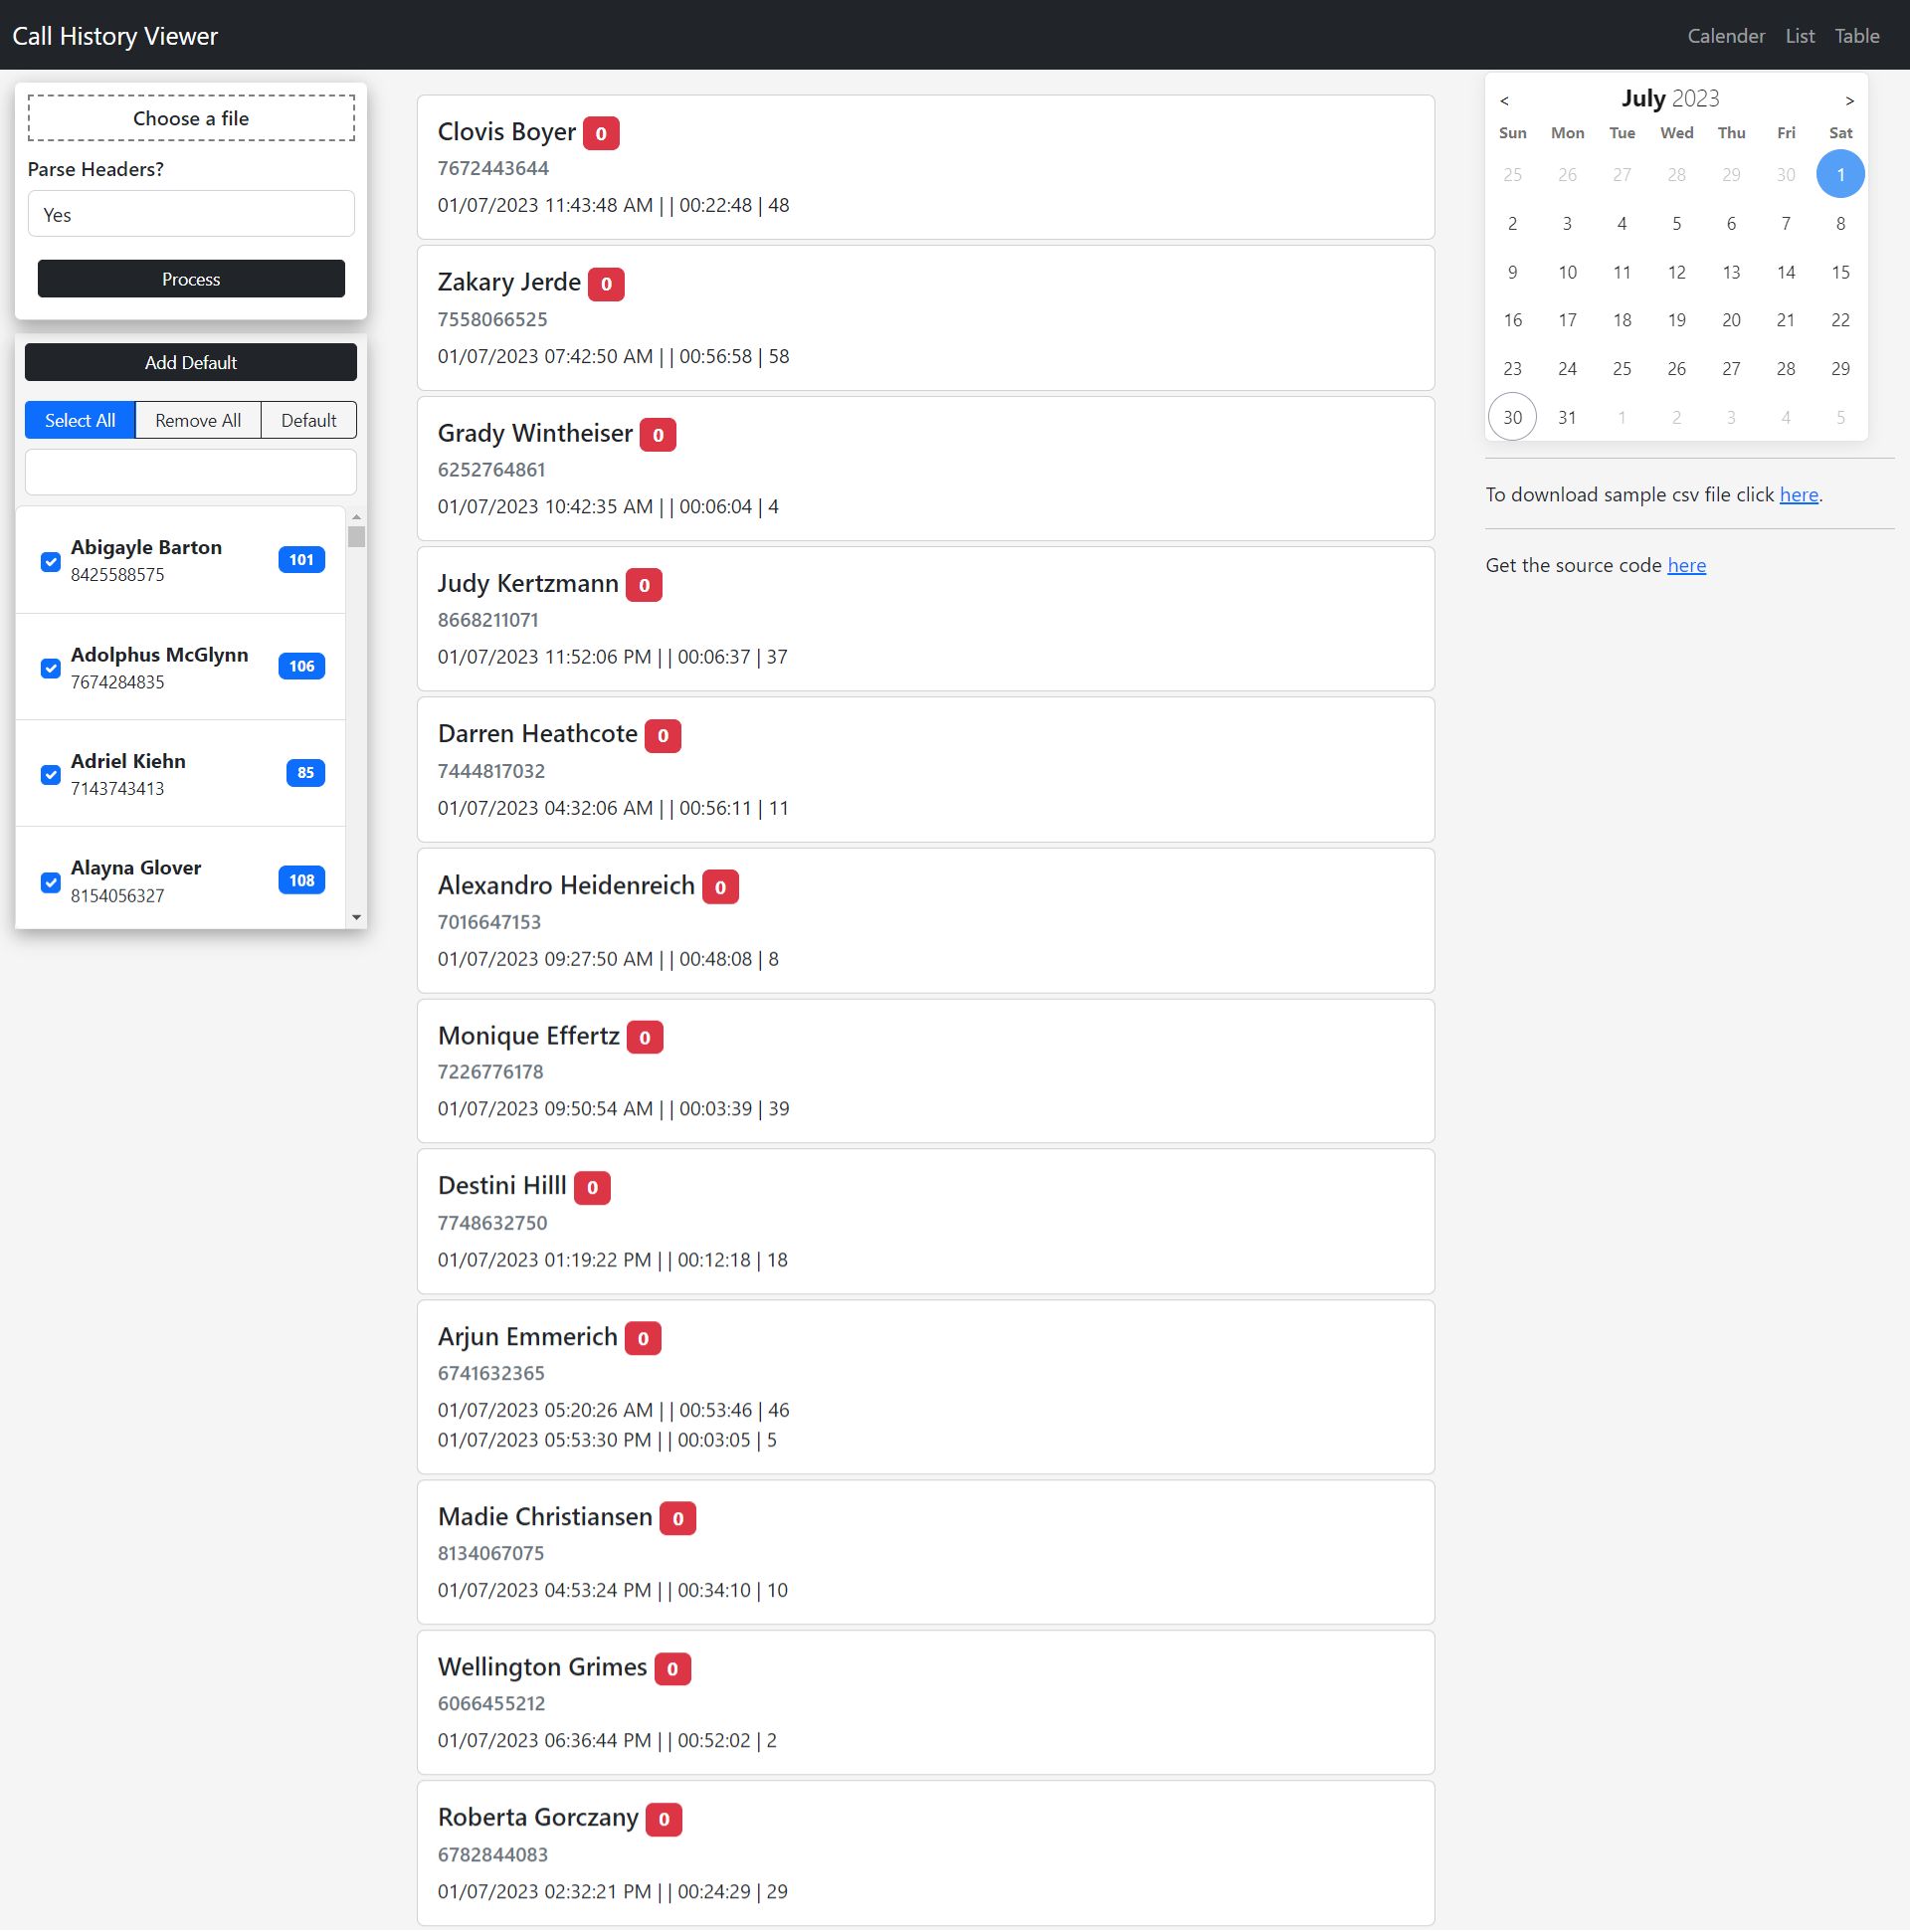 Call History Viewer
Calender List Table
Choose a file
Parse Headers?
Yes
Process
Add Default
Select All Remove All Default
Abigayle Barton 101
8425588575
Adolphus McGlynn 106
7674284835
Adriel Kiehn 85
7143743413
Alayna Glover 108
8154056327
Clovis Boyer 0
7672443644
01/07/2023 11:43:48 AM | | 00:22:48 | 48
Zakary Jerde 0
7558066525
01/07/2023 07:42:50 AM | | 00:56:58 | 58
Grady Wintheiser 0
6252764861
01/07/2023 10:42:35 AM | | 00:06:04 | 4
Judy Kertzmann 0
8668211071
01/07/2023 11:52:06 PM | | 00:06:37 | 37
Darren Heathcote 0
7444817032
01/07/2023 04:32:06 AM | | 00:56:11 | 11
Alexandro Heidenreich 0
7016647153
01/07/2023 09:27:50 AM | | 00:48:08 | 8
Monique Effertz 0
7226776178
01/07/2023 09:50:54 AM | | 00:03:39 | 39
Destini Hilll 0
7748632750
01/07/2023 01:19:22 PM | | 00:12:18 | 18
Arjun Emmerich 0
6741632365
01/07/2023 05:20:26 AM | | 00:53:46 | 46
01/07/2023 05:53:30 PM | | 00:03:05 | 5
Madie Christiansen 0
8134067075
01/07/2023 04:53:24 PM | | 00:34:10 | 10
Wellington Grimes 0
6066455212
01/07/2023 06:36:44 PM | | 00:52:02 | 2
Roberta Gorczany 0
6782844083
01/07/2023 02:32:21 PM | | 00:24:29 | 29
< July 2023 >
Sun Mon Tue Wed Thu Fri Sat
25 26 27 28 29 30 1
2 3 4 5 6 7 8
9 10 11 12 13 14 15
16 17 18 19 20 21 22
23 24 25 26 27 28 29
30 31 1 2 3 4 5
To download sample csv file click here.
Get the source code here